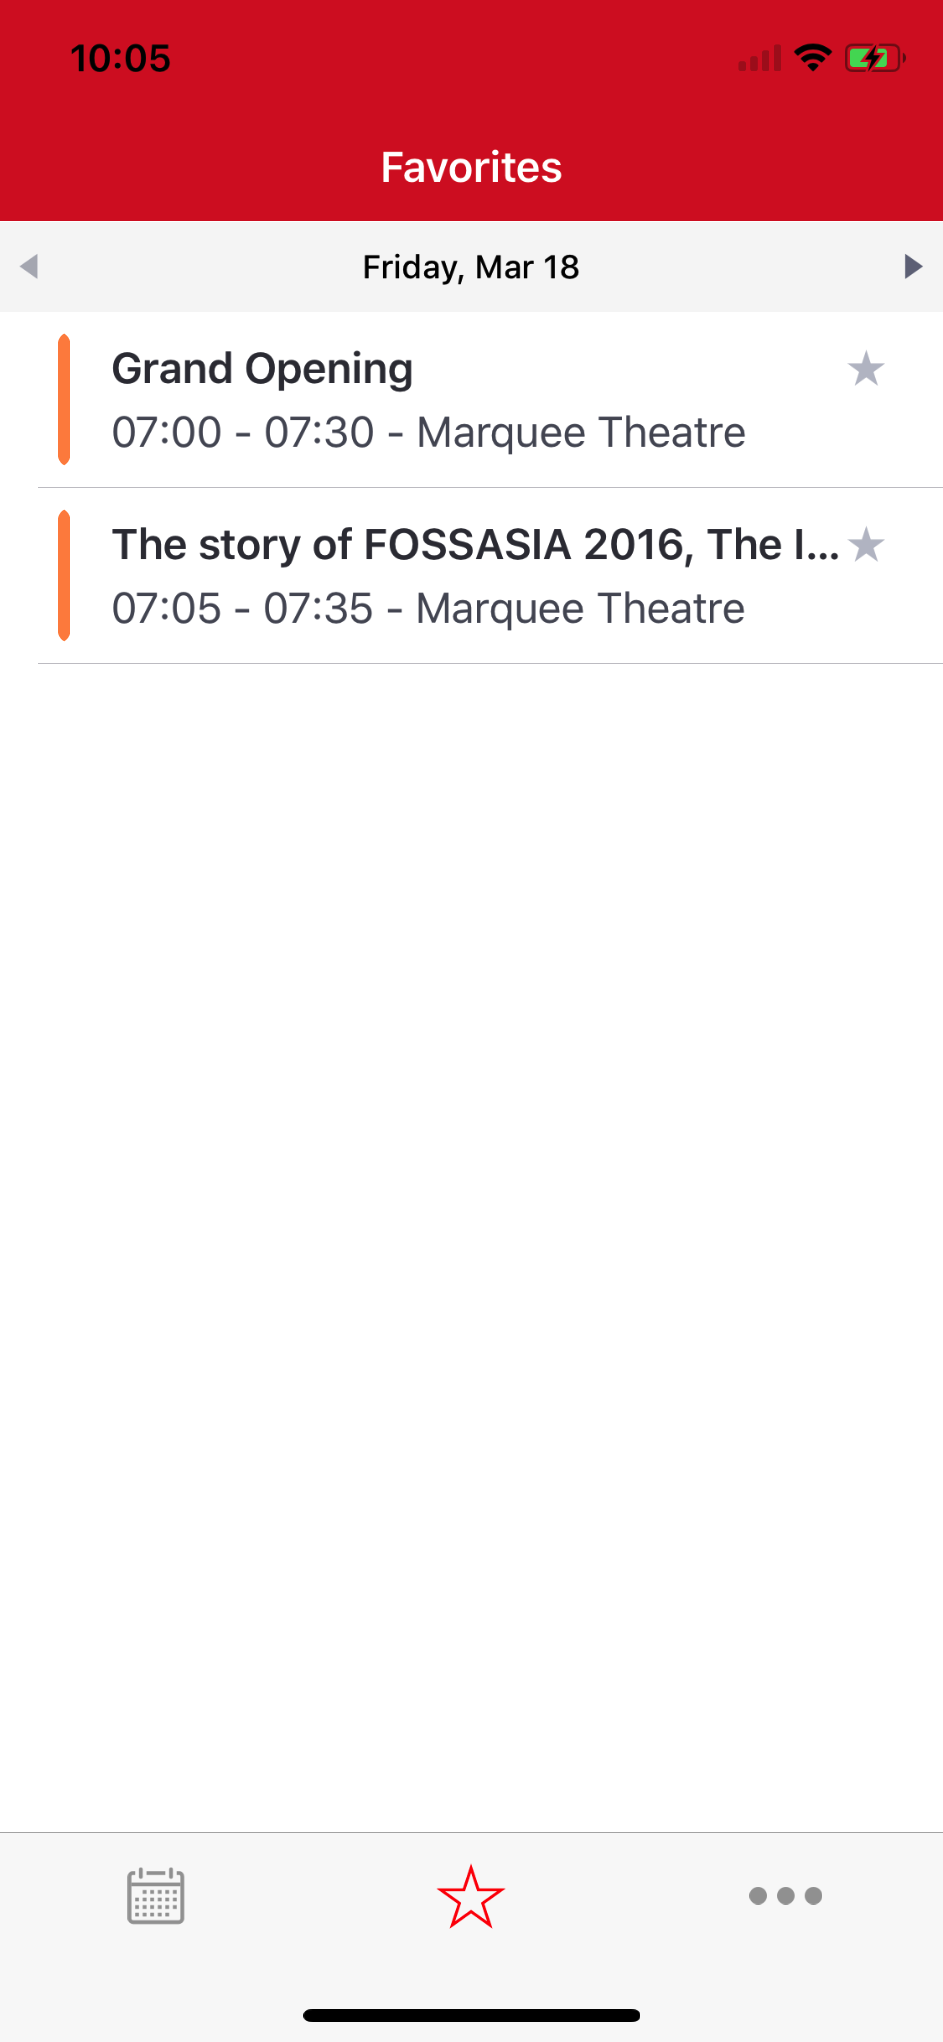 10:05
Favorites
Friday, Mar 18
Grand Opening
07:00 - 07:30 - Marquee Theatre
The story of FOSSASIA 2016, The I...
07:05 - 07:35 - Marquee Theatre